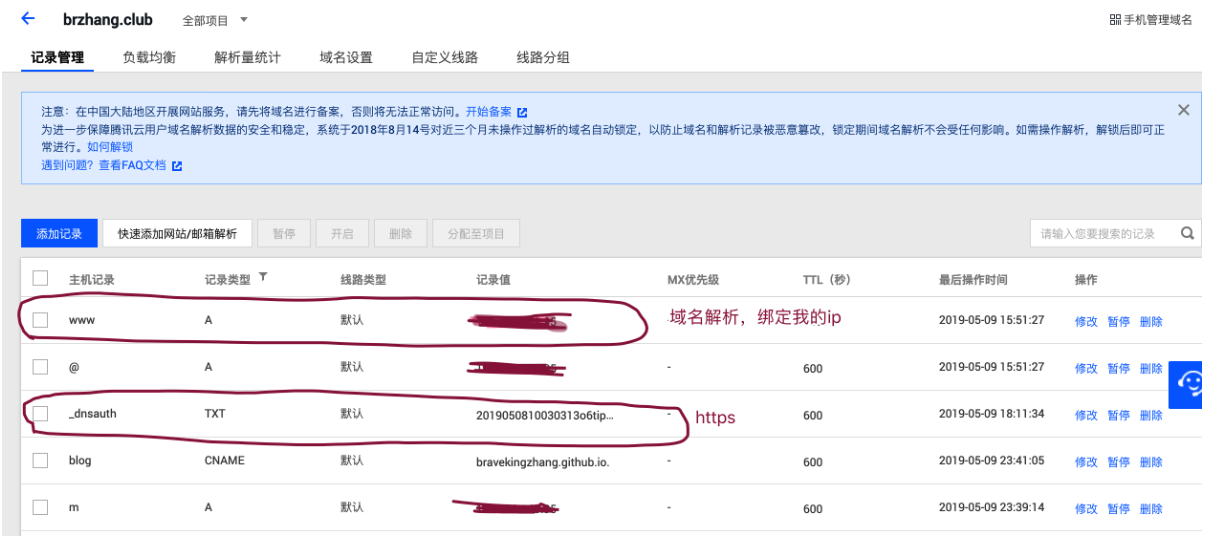 brzhang.club 全部项目 手机管理域名
记录管理 负载均衡 解析量统计 域名设置 自定义线路 线路分组
注意：在中国大陆地区开展网站服务，请先将域名进行备案，否则将无法正常访问。开始备案
为进一步保障腾讯云用户域名解析数据的安全和稳定，系统于2018年8月14号对近三个月未操作过解析的域名自动锁定，以防止域名和解析记录被恶意篡改，锁定期间域名解析不会受任何影响。如需操作解析，解锁后即可正
常进行。如何解锁
遇到问题？查看FAQ文档
添加记录 快速添加网站/邮箱解析 暂停 开启 删除 分配至项目 请输入您要搜索的记录
主机记录 记录类型 线路类型 记录值 MX优先级 TTL（秒） 最后操作时间 操作
www A 默认 - 域名解析，绑定我的ip 2019-05-09 15:51:27 修改 暂停 删除
@ A 默认 - 600 2019-05-09 15:51:27 修改 暂停 删除
_dnsauth TXT 默认 2019050810030313o6tip... - https 600 2019-05-09 18:11:34 修改 暂停 删除
blog CNAME 默认 bravekingzhang.github.io. - 600 2019-05-09 23:41:05 修改 暂停 删除
m A 默认 - 600 2019-05-09 23:39:14 修改 暂停 删除